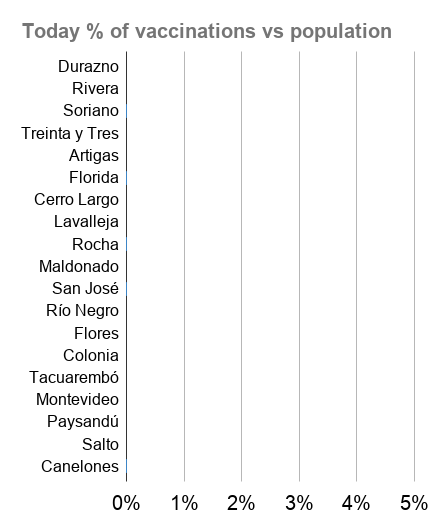 Today % of vaccinations vs population
Durazno
Rivera
Soriano
Treinta y Tres
Artigas
Florida
Cerro Largo
Lavalleja
Rocha
Maldonado
San José
Río Negro
Flores
Colonia
Tacuarembó
Montevideo
Paysandú
Salto
Canelones
0% 1% 2% 3% 4% 5%